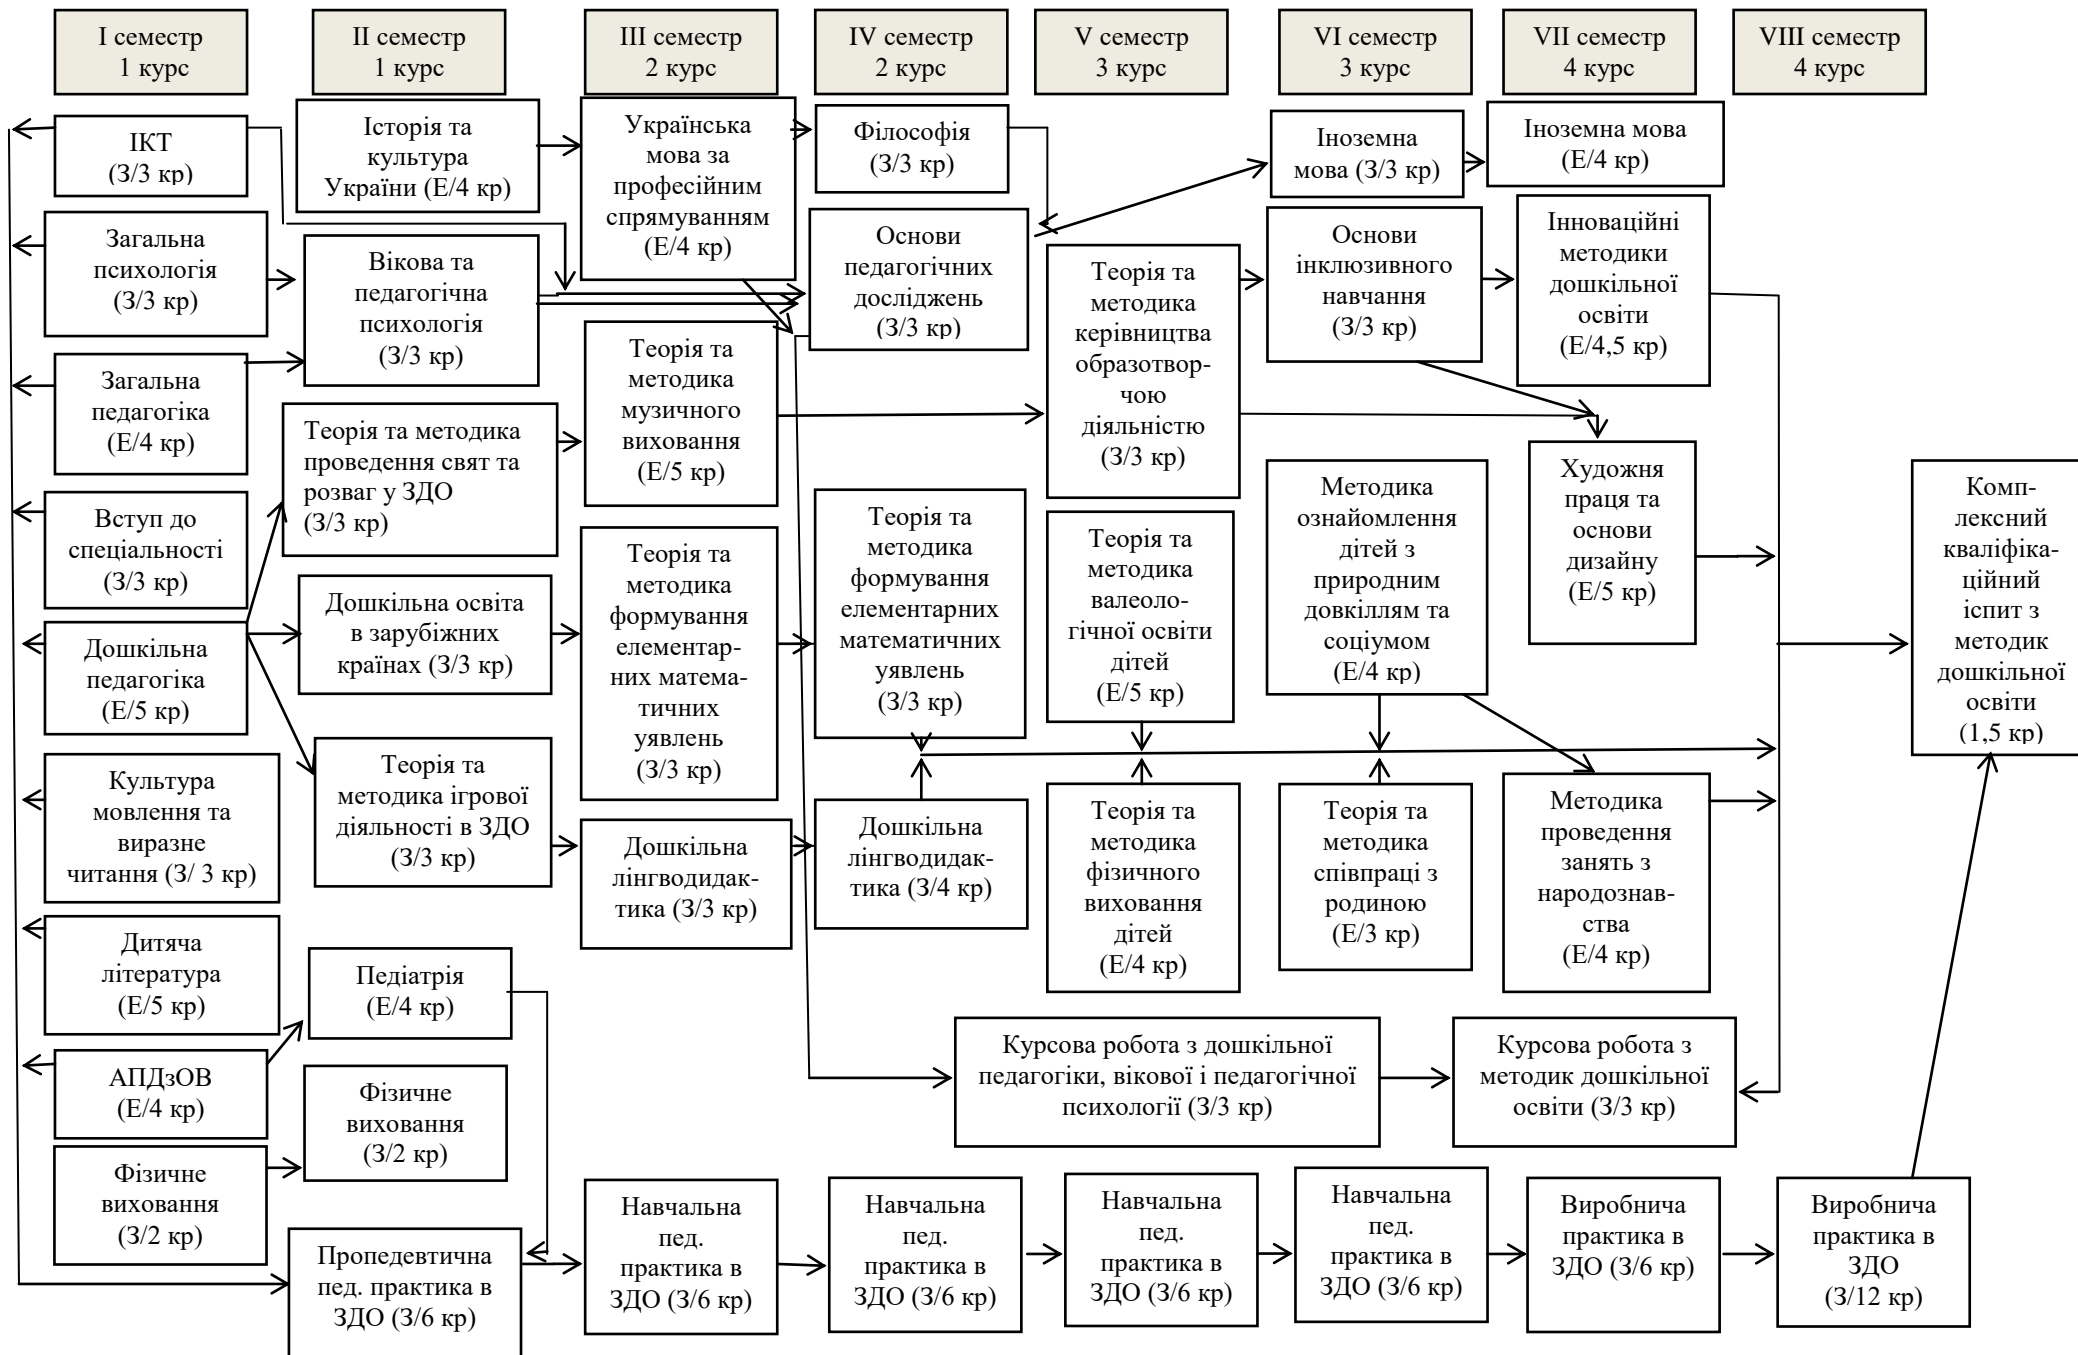 І семестр
1 курс
ІІ семестр
1 курс
ІІІ семестр
2 курс
IV семестр
2 курс
V семестр
3 курс
VI семестр
3 курс
VII семестр
4 курс
VIII семестр
4 курс
ІКТ
(З/3 кр)
Загальна
психологія
(З/3 кр)
Загальна
педагогіка
(Е/4 кр)
Вступ до
спеціальності
(З/3 кр)
Дошкільна
педагогіка
(Е/5 кр)
Культура
мовлення та
виразне
читання (З/ 3 кр)
Дитяча
література
(Е/5 кр)
АПДзОВ
(Е/4 кр)
Фізичне
виховання
(З/2 кр)
Історія та
культура
України (Е/4 кр)
Вікова та
педагогічна
психологія
(З/3 кр)
Теорія та методика
проведення свят та
розваг у ЗДО
(З/3 кр)
Дошкільна освіта
в зарубіжних
країнах (З/3 кр)
Теорія та
методика ігрової
діяльності в ЗДО
(З/3 кр)
Педіатрія
(Е/4 кр)
Фізичне
виховання
(З/2 кр)
Пропедевтична
пед. практика в
ЗДО (З/6 кр)
Українська
мова за
професійним
спрямуванням
(Е/4 кр)
Теорія та
методика
музичного
виховання
(Е/5 кр)
Теорія та
методика
формування
елементар-
них матема-
тичних
уявлень
(З/3 кр)
Дошкільна
лінгводидак-
тика (З/3 кр)
Навчальна
пед.
практика в
ЗДО (З/6 кр)
Філософія
(З/3 кр)
Основи
педагогічних
досліджень
(З/3 кр)
Теорія та
методика
формування
елементарних
математичних
уявлень
(З/3 кр)
Дошкільна
лінгводидак-
тика (З/4 кр)
Навчальна
пед.
практика в
ЗДО (З/6 кр)
Теорія та
методика
керівництва
образотвор-
чою
діяльністю
(З/3 кр)
Теорія та
методика
валеоло-
гічної освіти
дітей
(Е/5 кр)
Теорія та
методика
фізичного
виховання
дітей
(Е/4 кр)
Курсова робота з дошкільної
педагогіки, вікової і педагогічної
психології (З/3 кр)
Навчальна
пед.
практика в
ЗДО (З/6 кр)
Іноземна
мова (З/3 кр)
Основи
інклюзивного
навчання
(З/3 кр)
Методика
ознайомлення
дітей з
природним
довкіллям та
соціумом
(Е/4 кр)
Теорія та
методика
співпраці з
родиною
(Е/3 кр)
Навчальна
пед.
практика в
ЗДО (З/6 кр)
Іноземна мова
(Е/4 кр)
Інноваційні
методики
дошкільної
освіти
(Е/4,5 кр)
Художня
праця та
основи
дизайну
(Е/5 кр)
Методика
проведення
занять з
народознав-
ства
(Е/4 кр)
Курсова робота з
методик дошкільної
освіти (З/3 кр)
Виробнича
практика в
ЗДО (З/6 кр)
Комп-
лексний
кваліфіка-
ційний
іспит з
методик
дошкільної
освіти
(1,5 кр)
Виробнича
практика в
ЗДО
(З/12 кр)